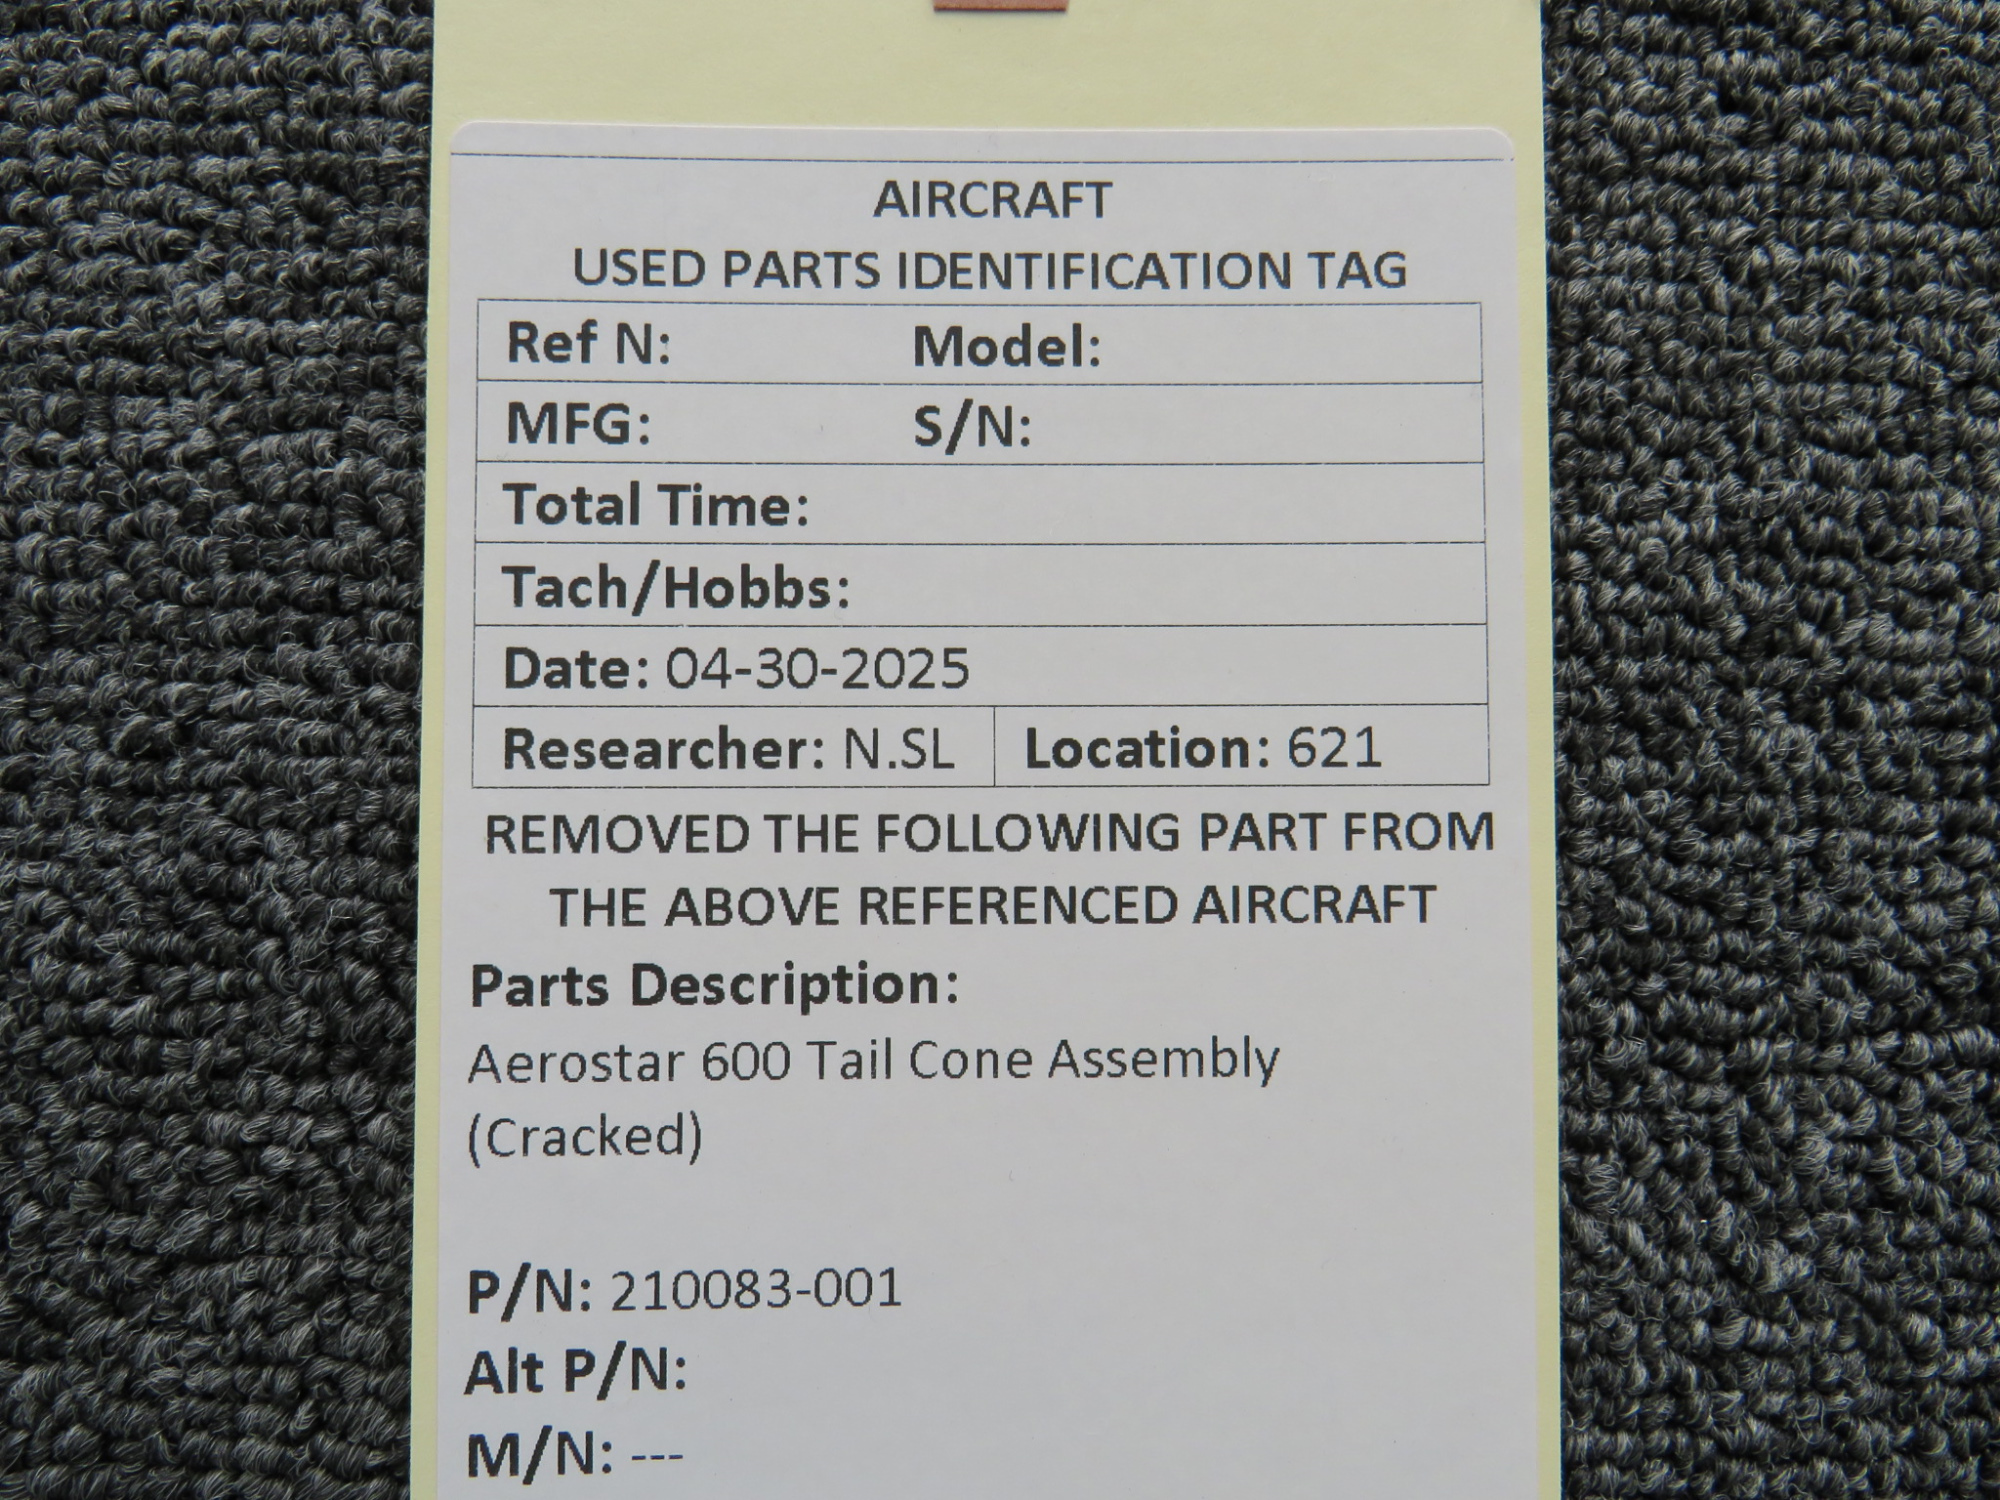 AIRCRAFT
USED PARTS IDENTIFICATION TAG
Ref N: Model:
MFG: S/N:
Total Time:
Tach/Hobbs:
Date: 04-30-2025
Researcher: N.SL Location: 621
REMOVED THE FOLLOWING PART FROM
THE ABOVE REFERENCED AIRCRAFT
Parts Description:
Aerostar 600 Tail Cone Assembly
(Cracked)
P/N: 210083-001
Alt P/N:
M/N: ---